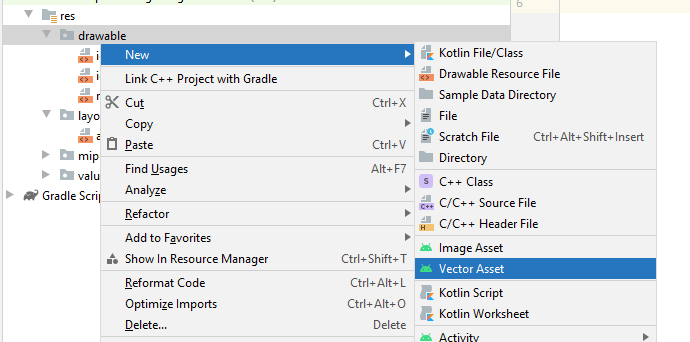 res
drawable
layo
mip
valu
Gradle Scrip
New
Link C++ Project with Gradle
Cut Ctrl+X
Copy
Paste Ctrl+V
Find Usages Alt+F7
Analyze
Refactor
Add to Favorites
Show In Resource Manager Ctrl+Shift+T
Reformat Code Ctrl+Alt+L
Optimize Imports Ctrl+Alt+O
Delete... Delete
Kotlin File/Class
Drawable Resource File
Sample Data Directory
File
Scratch File Ctrl+Alt+Shift+Insert
Directory
C++ Class
C/C++ Source File
C/C++ Header File
Image Asset
Vector Asset
Kotlin Script
Kotlin Worksheet
Activity
6